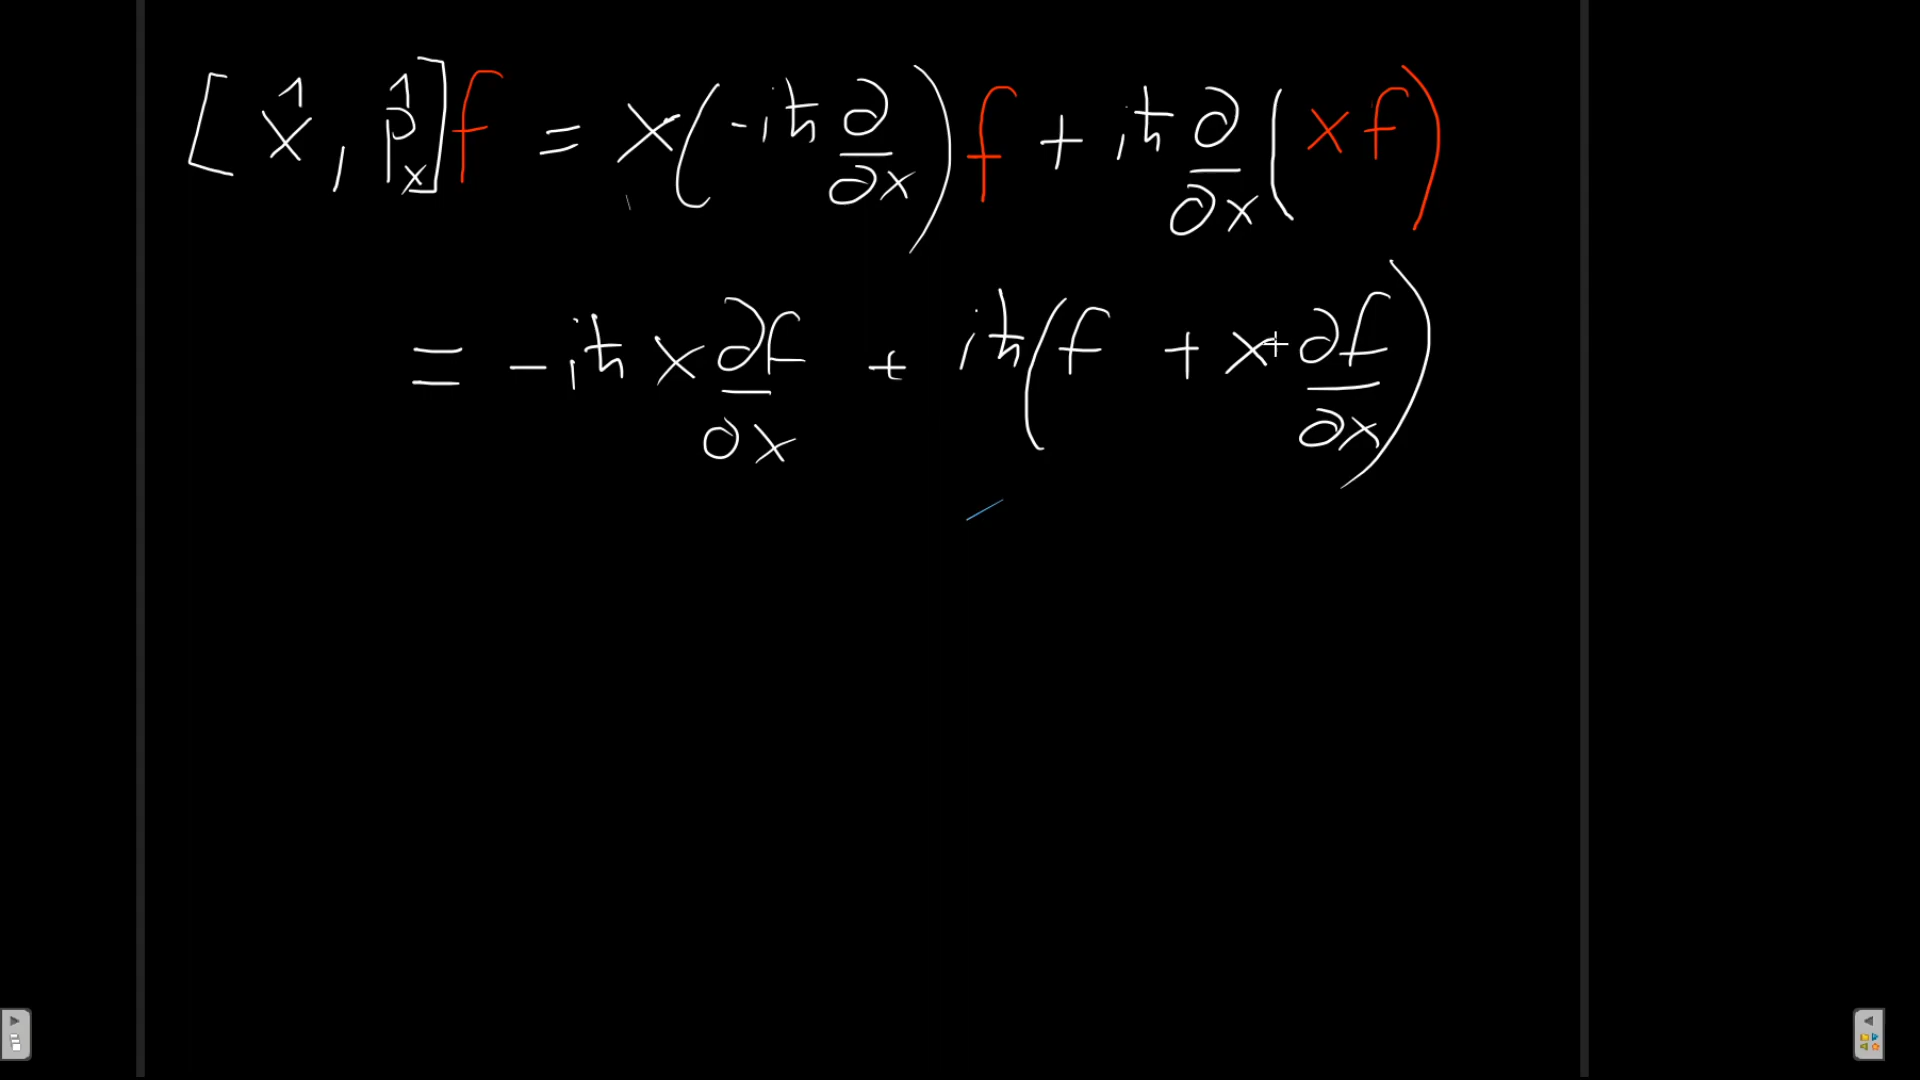 [x̂, p̂ₓ]f = x(-iħ ∂/∂x)f + iħ ∂/∂x(xf)
= -iħ x ∂f/∂x + iħ(f + x ∂f/∂x)